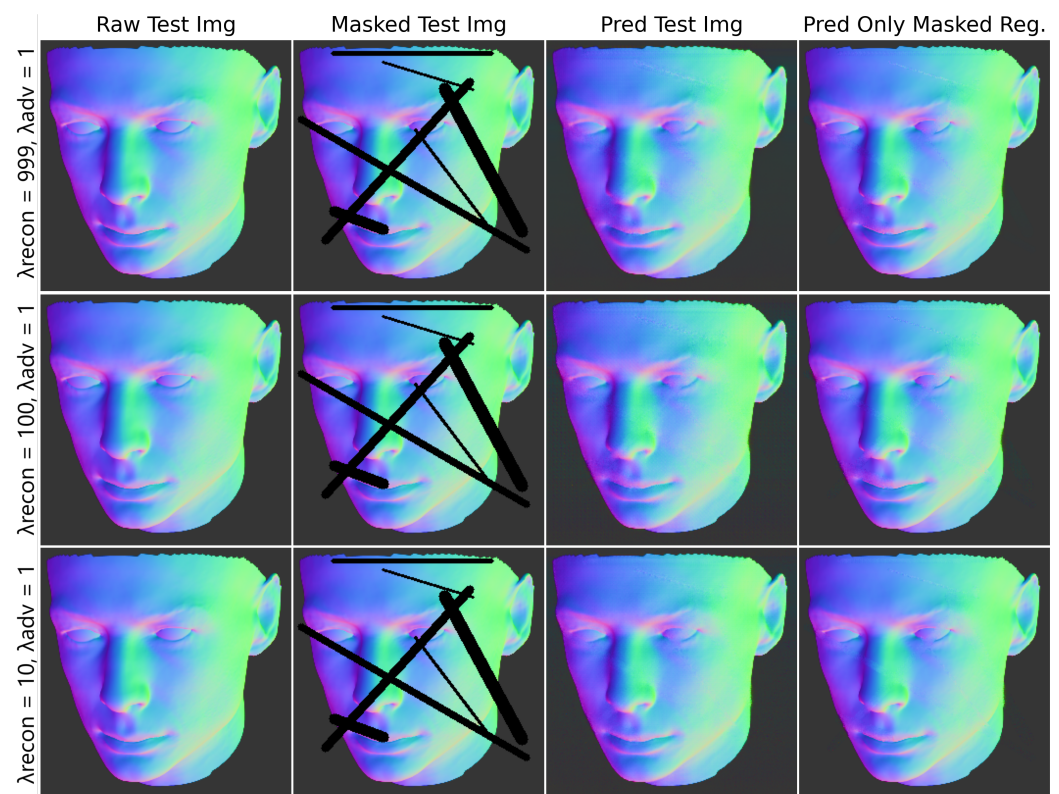 Raw Test Img
Masked Test Img
Pred Test Img
Pred Only Masked Reg.
λrecon = 999, λadv = 1
λrecon = 100, λadv = 1
λrecon = 10, λadv = 1